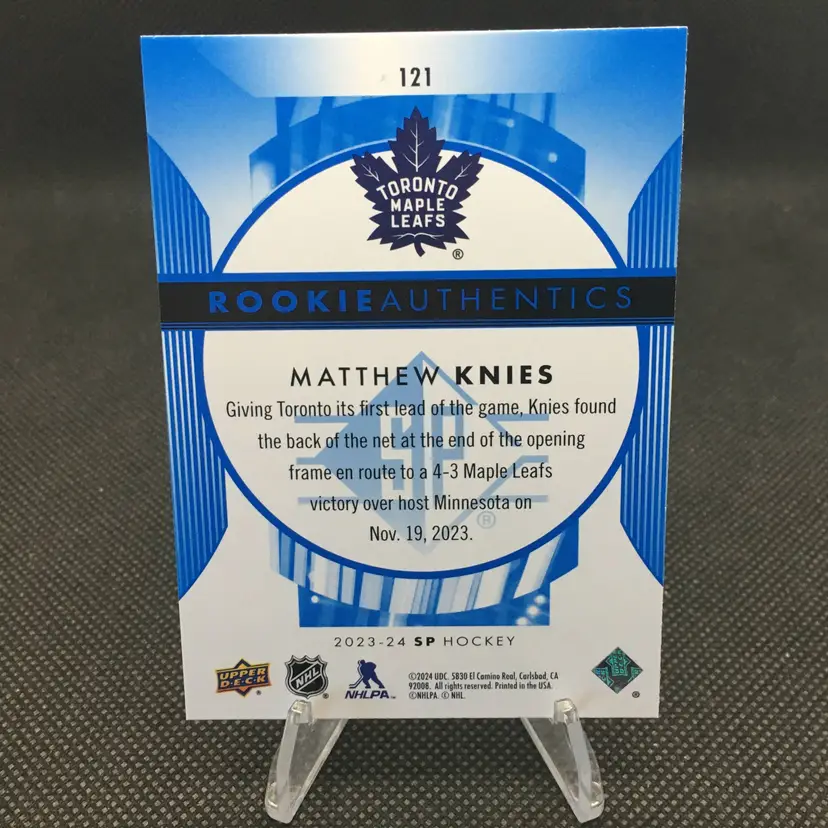 121
TORONTO
MAPLE
LEAFS
®
ROOKIE AUTHENTICS
MATTHEW KNIES
Giving Toronto its first lead of the game, Knies found
the back of the net at the end of the opening
frame en route to a 4-3 Maple Leafs
victory over host Minnesota on
Nov. 19, 2023.
SP
®
2023-24 SP HOCKEY
UPPER
DECK
NHL
NHLPA
©2024 UDC. 5830 El Camino Real, Carlsbad, CA
92008. All rights reserved. Printed in the USA.
©NHLPA. © NHL.